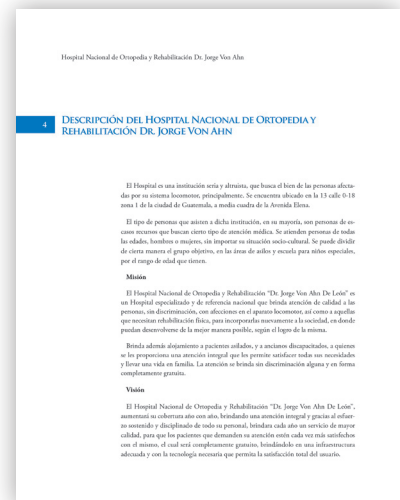 Hospital Nacional de Ortopedia y Rehabilitación Dr. Jorge Von Ahn
4
Descripción del Hospital Nacional de Ortopedia y
Rehabilitación Dr. Jorge Von Ahn
El Hospital es una institución seria y altruista, que busca el bien de las personas afecta-
das por su sistema locomotor, principalmente. Se encuentra ubicado en la 13 calle 0-18
zona 1 de la ciudad de Guatemala, a media cuadra de la Avenida Elena.
El tipo de personas que asisten a dicha institución, en su mayoría, son personas de es-
casos recursos que buscan cierto tipo de atención médica. Se atienden personas de todas
las edades, hombres o mujeres, sin importar su situación socio-cultural. Se puede dividir
de cierta manera el grupo objetivo, en las áreas de asilos y escuela para niños especiales,
por el rango de edad que tienen.
Misión
El Hospital Nacional de Ortopedia y Rehabilitación "Dr. Jorge Von Ahn De León" es
un Hospital especializado y de referencia nacional que brinda atención de calidad a las
personas, sin discriminación, con afecciones en el aparato locomotor, así como a aquellas
que necesitan rehabilitación física, para incorporarlas nuevamente a la sociedad, en donde
puedan desenvolverse de la mejor manera posible, según el logro de la misma.
Brinda además alojamiento a pacientes asilados, y a ancianos discapacitados, a quienes
se les proporciona una atención integral que les permite satisfacer todas sus necesidades
y llevar una vida en familia. La atención se brinda sin discriminación alguna y en forma
completamente gratuita.
Visión
El Hospital Nacional de Ortopedia y Rehabilitación "Dr. Jorge Von Ahn De León",
aumentará su cobertura año con año, brindando una atención integral y gracias al esfuer-
zo sostenido y disciplinado de todo su personal, brindara cada año un servicio de mayor
calidad, para que los pacientes que demanden su atención estén cada vez más satisfechos
con el mismo, el cual será completamente gratuito, brindándolo en una infraestructura
adecuada y con la tecnología necesaria que permita la satisfacción total del usuario.